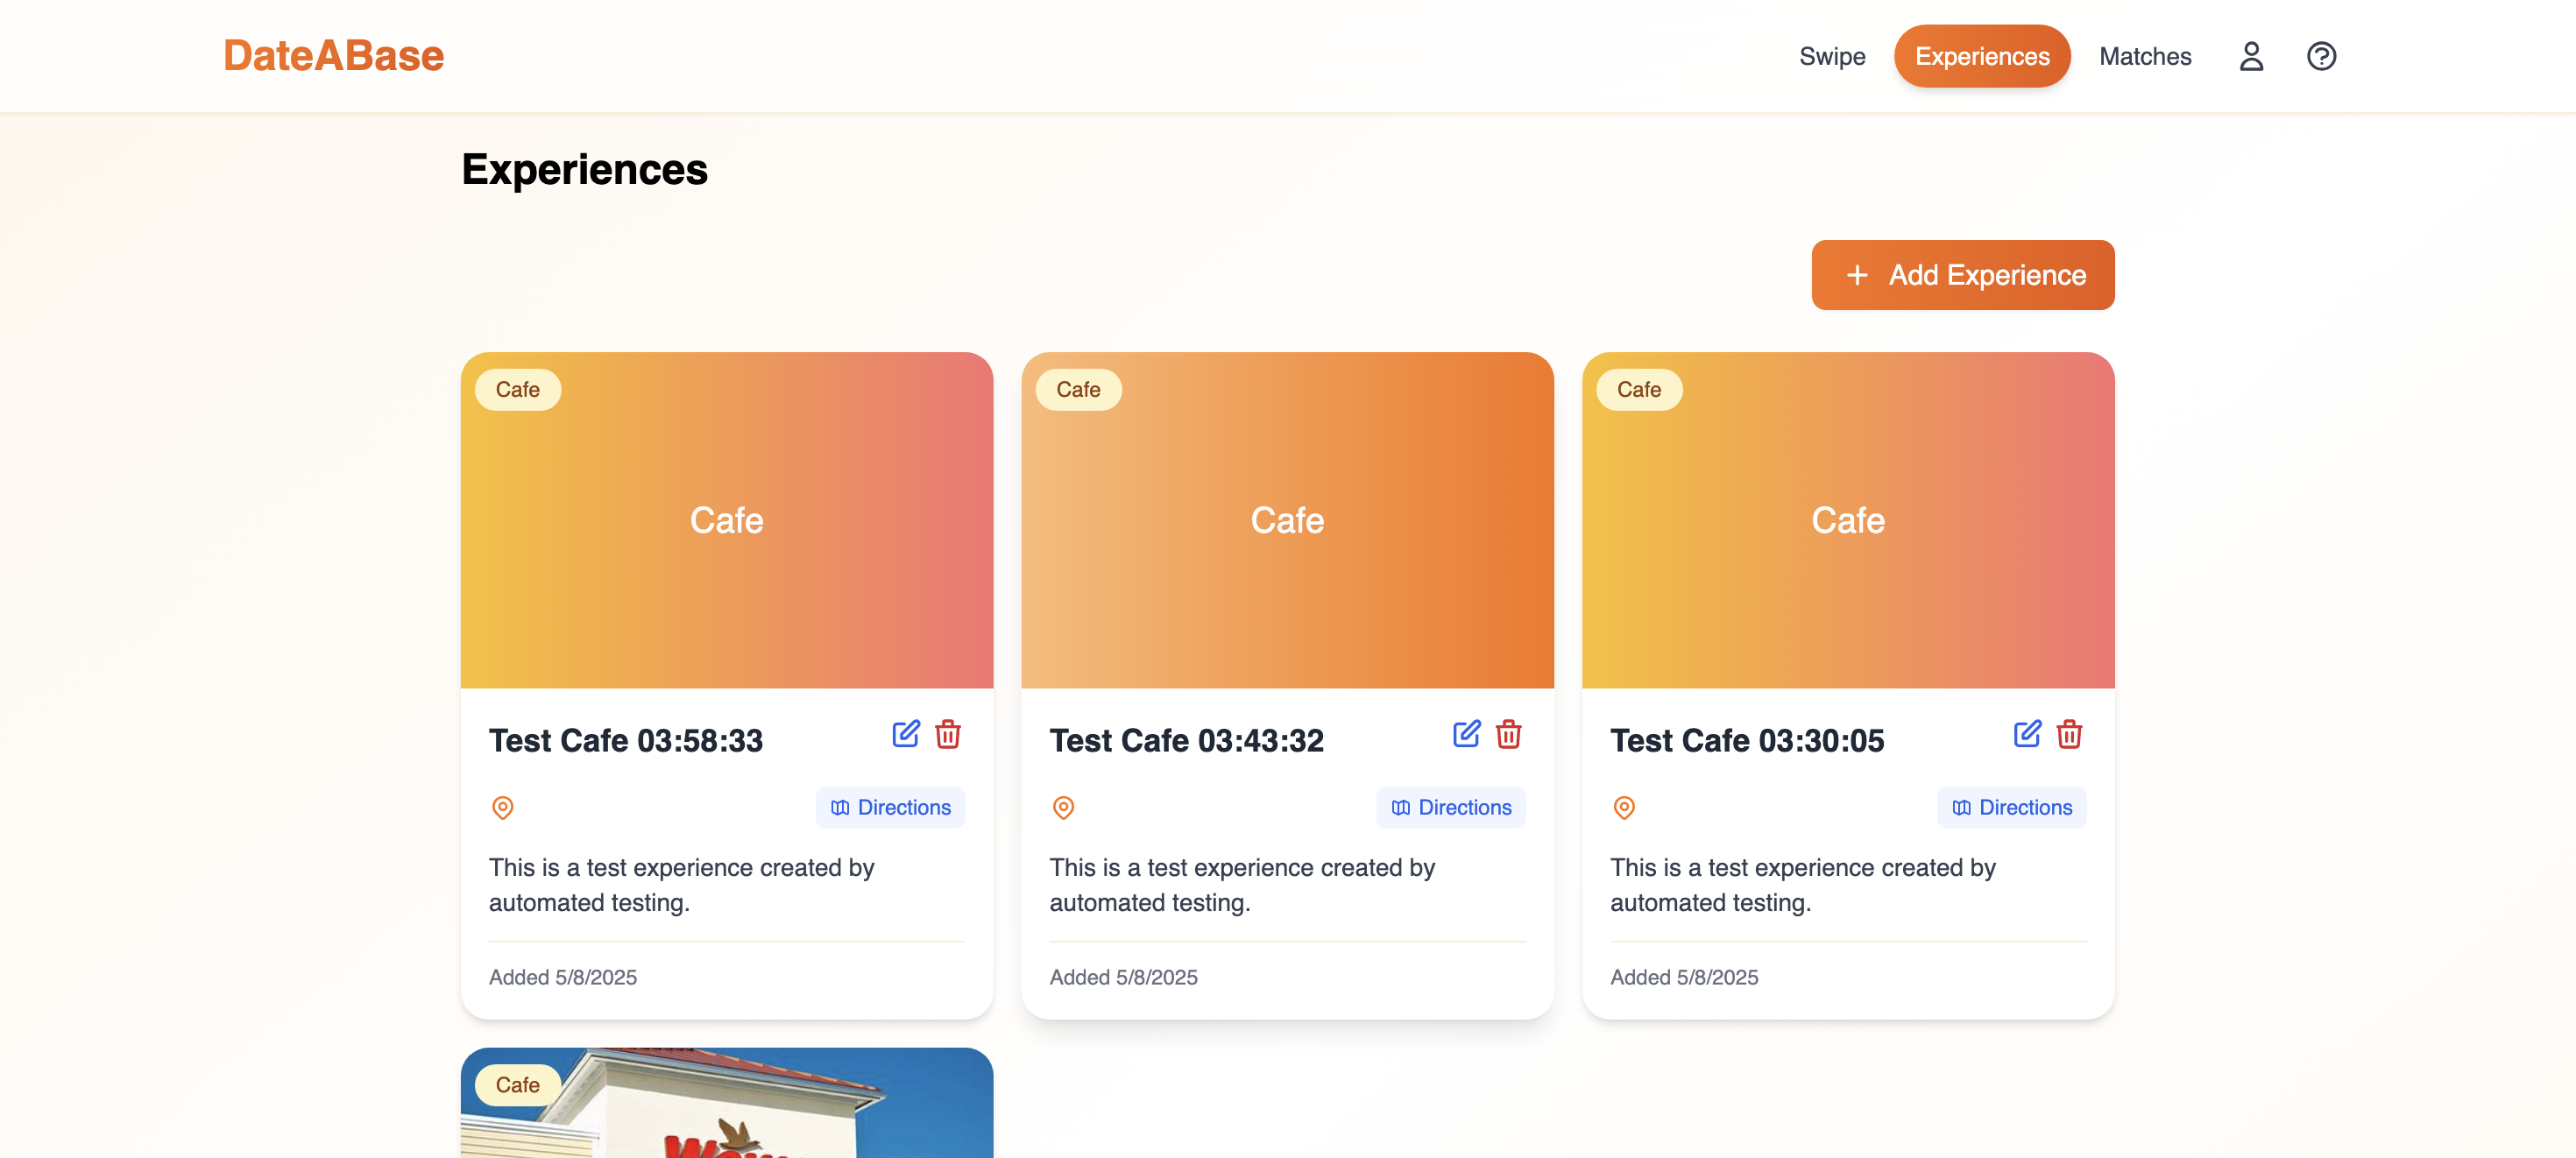 DateABase
Swipe
Experiences
Matches
Experiences
+ Add Experience
Cafe
Cafe
Test Cafe 03:58:33
Directions
This is a test experience created by
automated testing.
Added 5/8/2025
Cafe
Cafe
Test Cafe 03:43:32
Directions
This is a test experience created by
automated testing.
Added 5/8/2025
Cafe
Cafe
Test Cafe 03:30:05
Directions
This is a test experience created by
automated testing.
Added 5/8/2025
Cafe